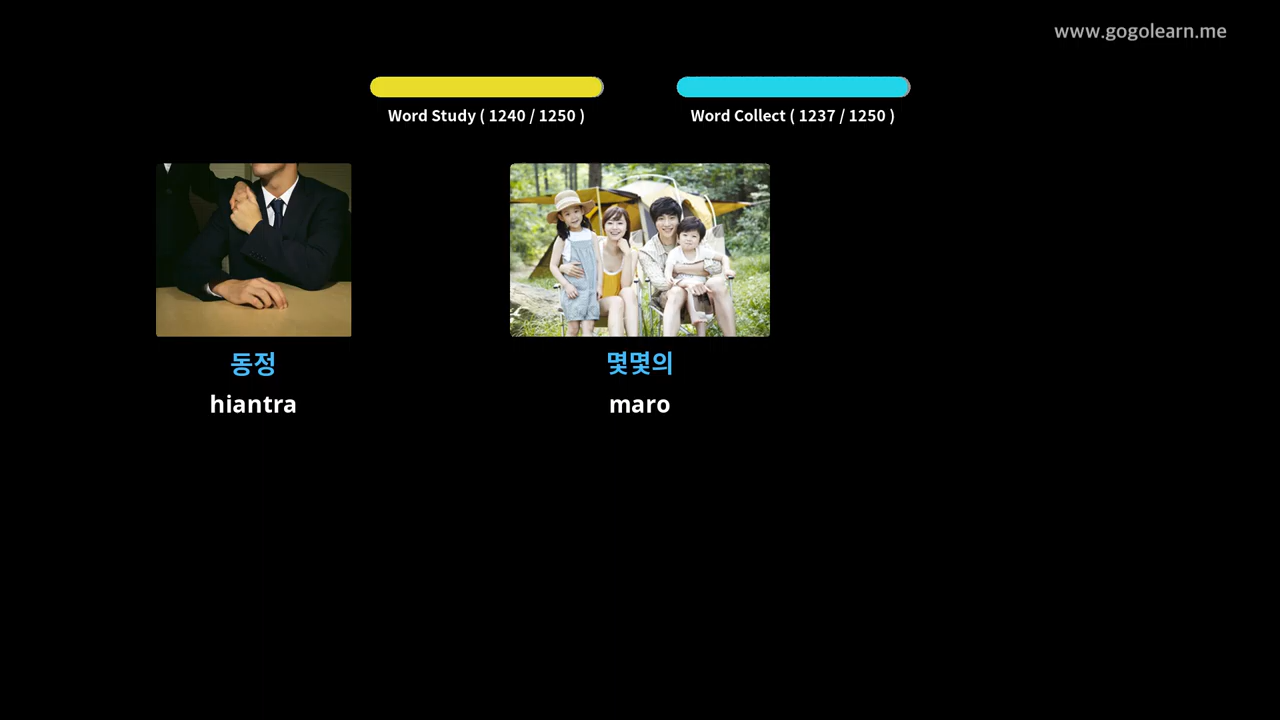 www.gogolearn.me
Word Study ( 1240 / 1250 )
Word Collect ( 1237 / 1250 )
동정
hiantra
몇몇의
maro